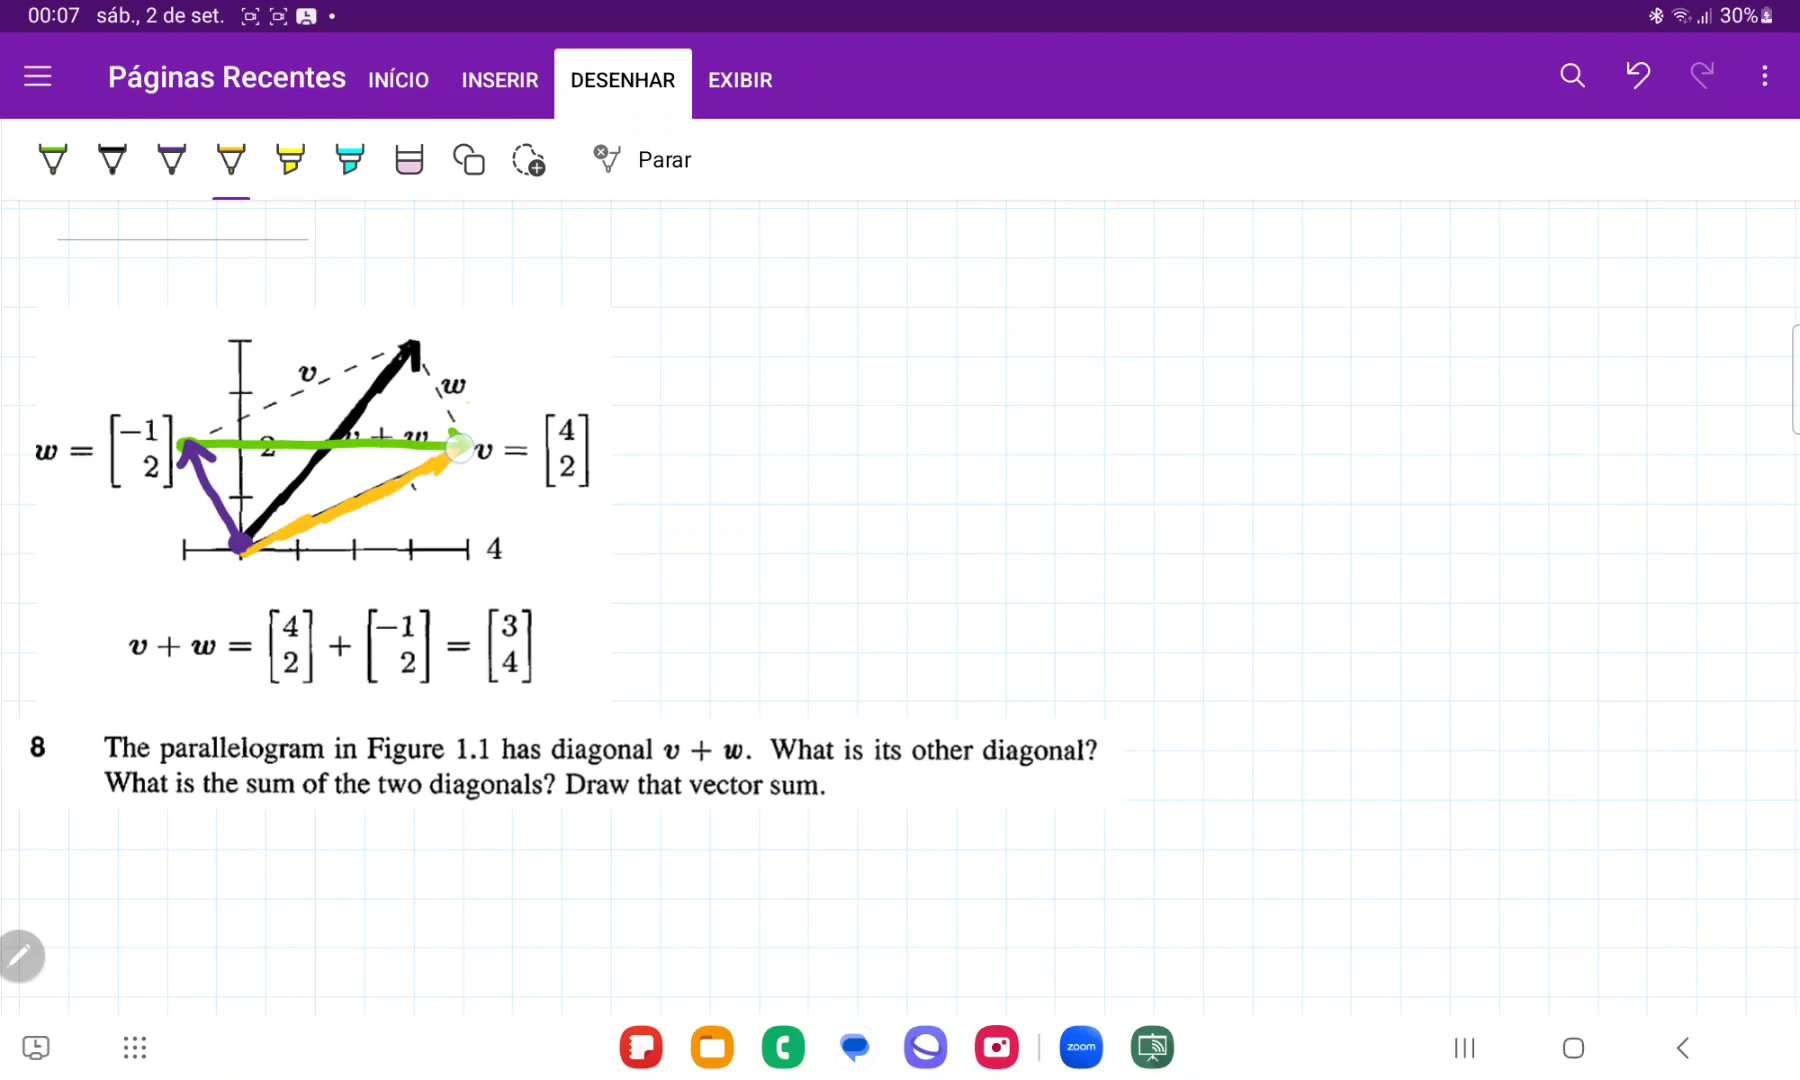 00:07 sáb., 2 de set.
30%
Páginas Recentes INÍCIO INSERIR DESENHAR EXIBIR
Parar
v
w
w = [-1 2]
2
v + w
v = [4 2]
4
v + w = [4 2] + [-1 2] = [3 4]
8 The parallelogram in Figure 1.1 has diagonal v + w. What is its other diagonal?
What is the sum of the two diagonals? Draw that vector sum.
zoom